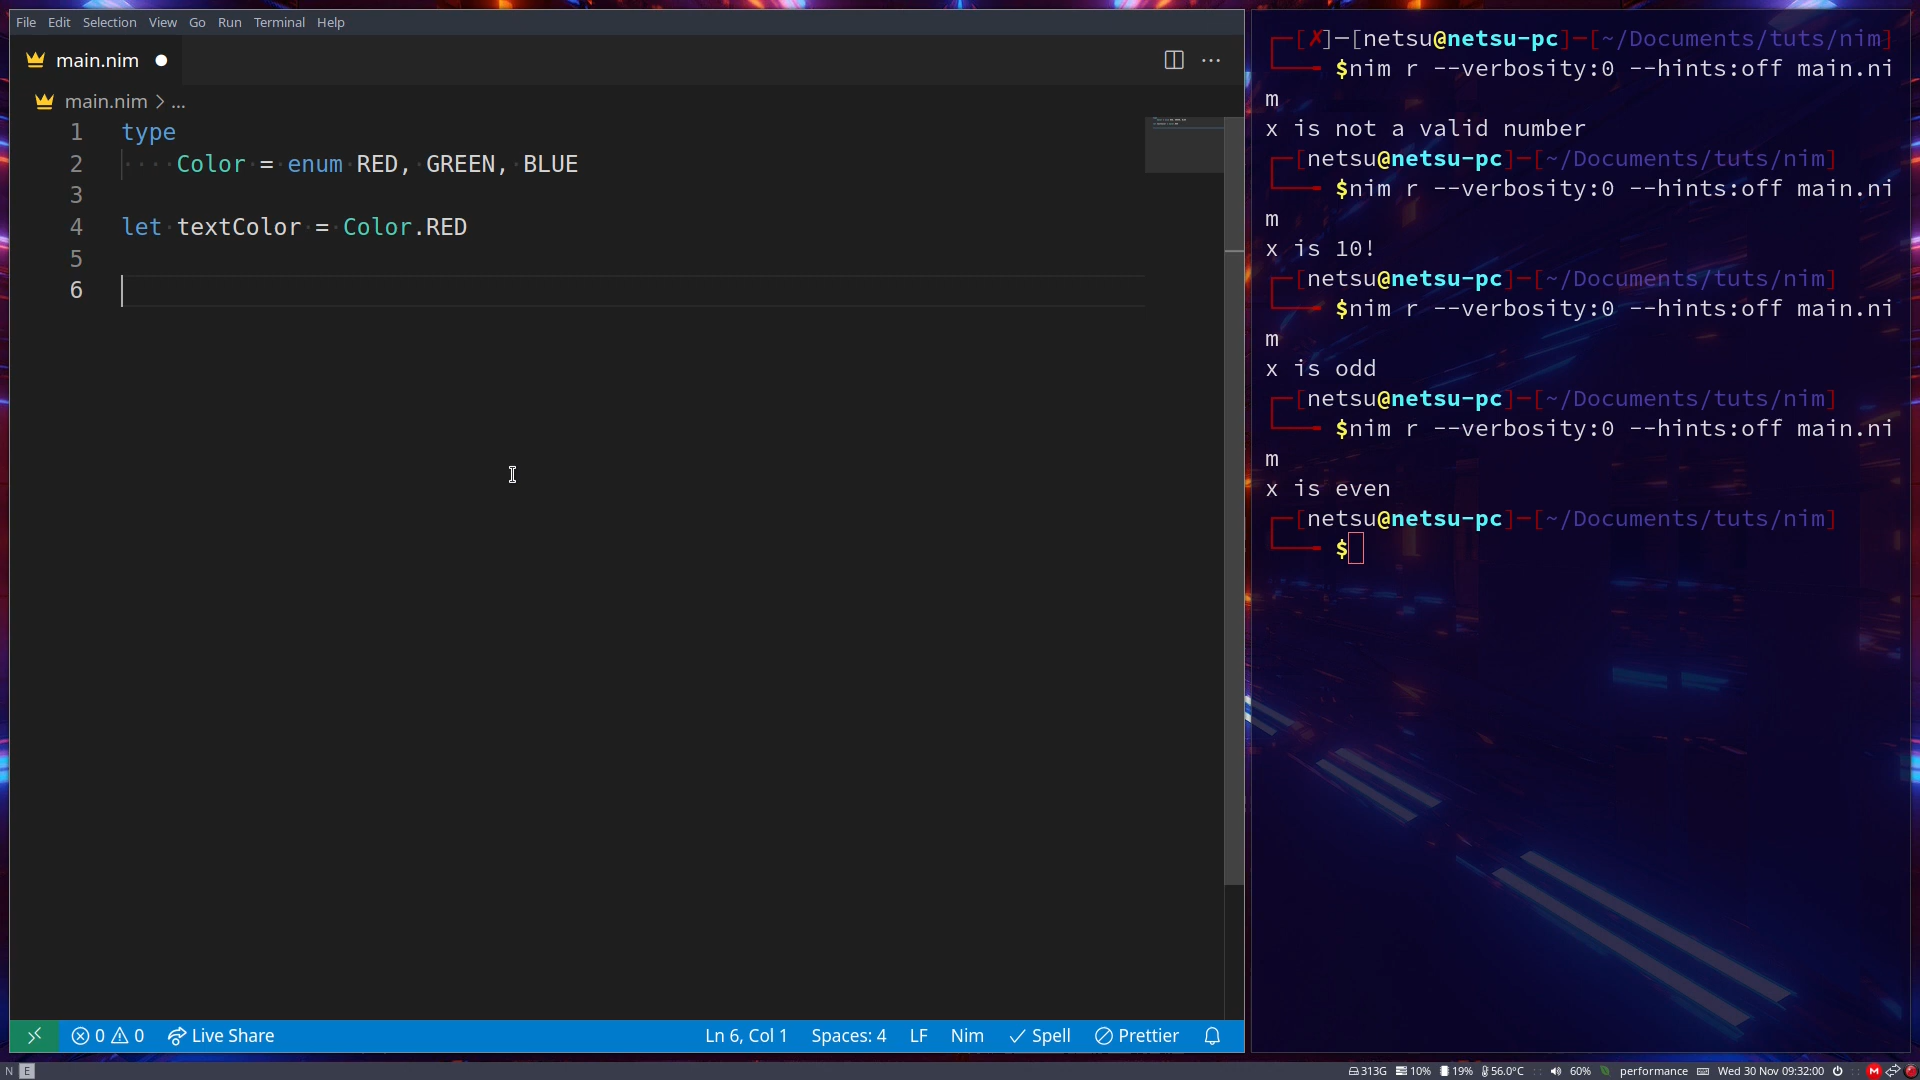 File Edit Selection View Go Run Terminal Help
main.nim
main.nim > ...
1 type
2 Color = enum RED, GREEN, BLUE
3
4 let textColor = Color.RED
5
6
0 0 Live Share Ln 6, Col 1 Spaces: 4 LF Nim Spell Prettier
[✗]─[netsu@netsu-pc]─[~/Documents/tuts/nim]
$nim r --verbosity:0 --hints:off main.ni
m
x is not a valid number
[netsu@netsu-pc]─[~/Documents/tuts/nim]
$nim r --verbosity:0 --hints:off main.ni
m
x is 10!
[netsu@netsu-pc]─[~/Documents/tuts/nim]
$nim r --verbosity:0 --hints:off main.ni
m
x is odd
[netsu@netsu-pc]─[~/Documents/tuts/nim]
$nim r --verbosity:0 --hints:off main.ni
m
x is even
[netsu@netsu-pc]─[~/Documents/tuts/nim]
$
N E 313G 10% 19% 56.0°C 60% performance Wed 30 Nov 09:32:00 M